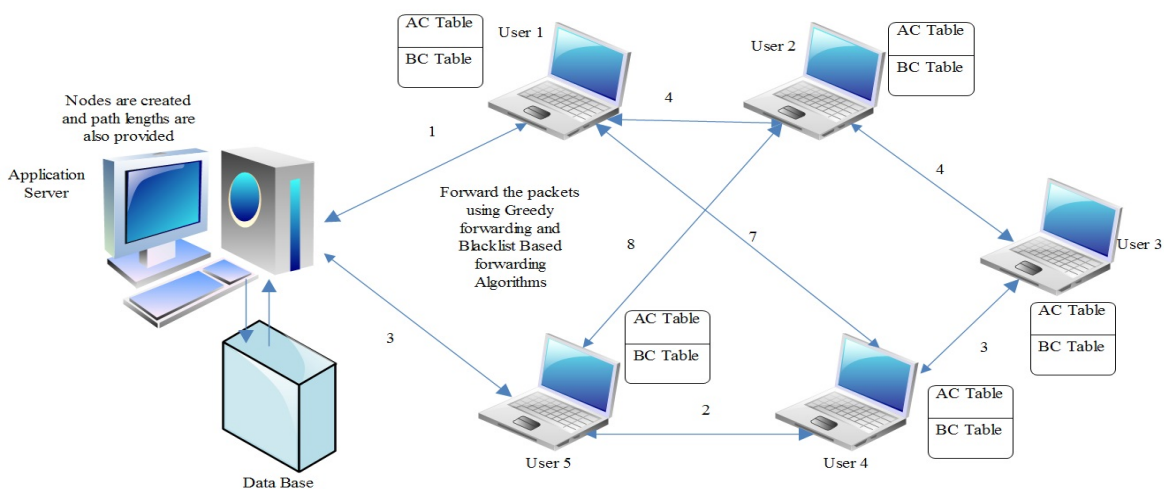 AC Table
BC Table
User 1
User 2
AC Table
BC Table
Nodes are created
and path lengths are
also provided
Application
Server
1
4
4
Forward the packets
using Greedy
forwarding and
Blacklist Based
forwarding
Algorithms
8
7
User 3
AC Table
BC Table
3
AC Table
BC Table
3
2
AC Table
BC Table
User 5
User 4
Data Base